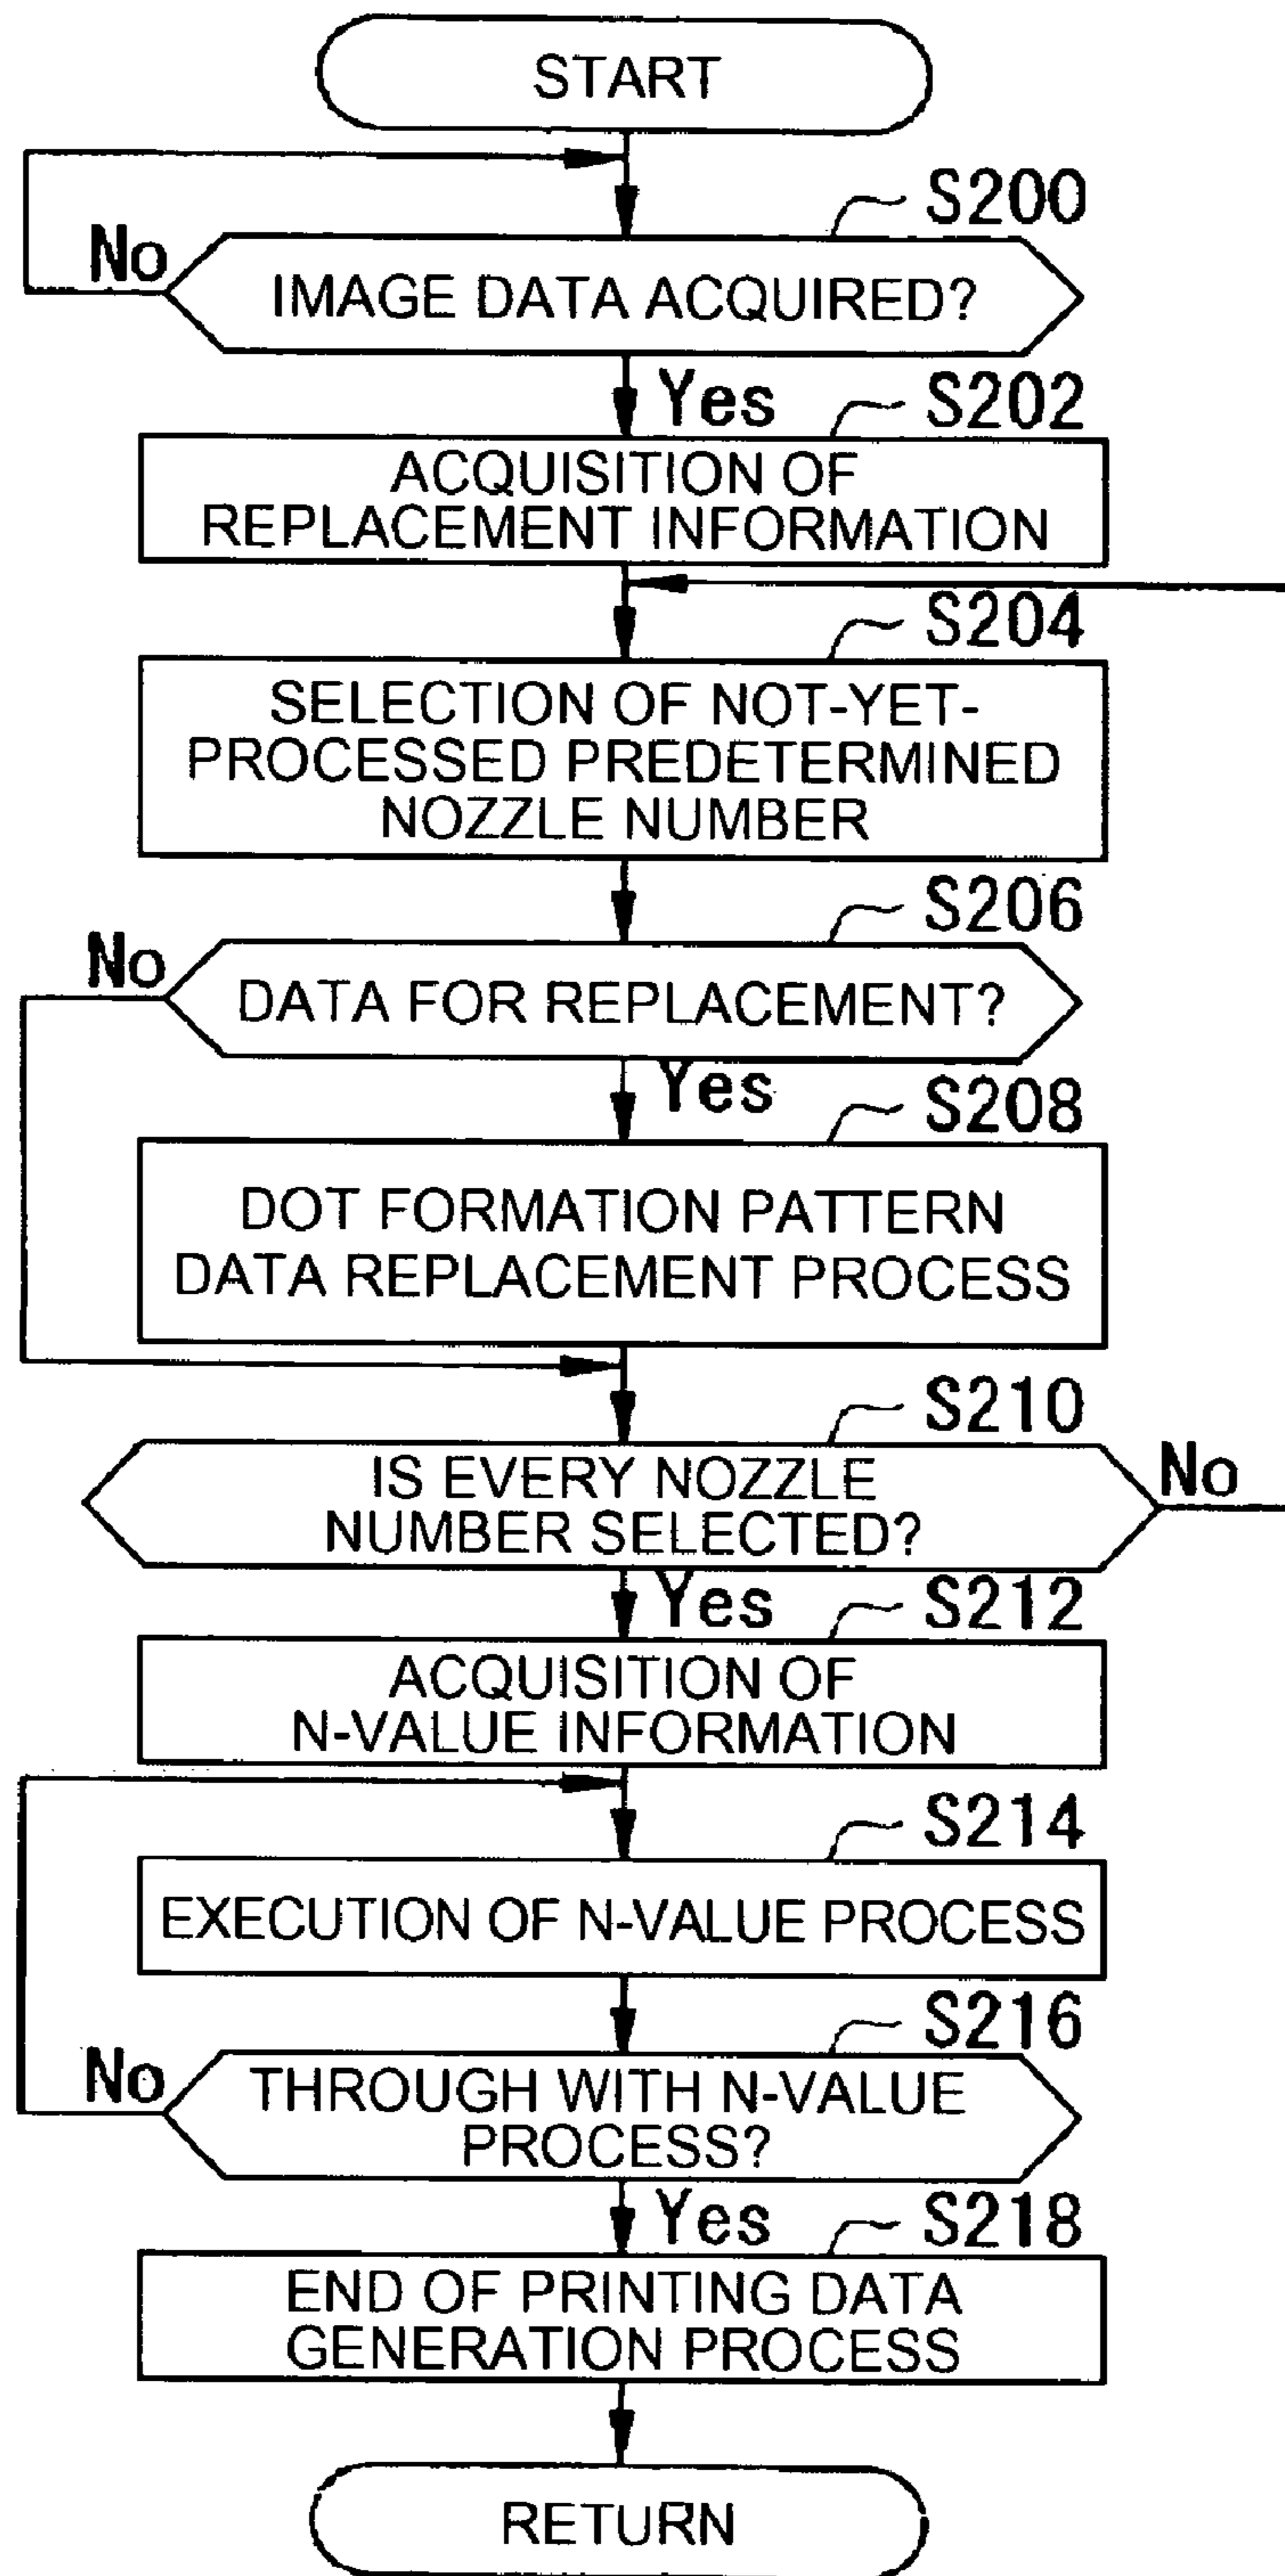 START
S200
No
IMAGE DATA ACQUIRED?
Yes
S202
ACQUISITION OF
REPLACEMENT INFORMATION
S204
SELECTION OF NOT-YET-
PROCESSED PREDETERMINED
NOZZLE NUMBER
S206
No
DATA FOR REPLACEMENT?
Yes
S208
DOT FORMATION PATTERN
DATA REPLACEMENT PROCESS
S210
IS EVERY NOZZLE
NUMBER SELECTED?
No
Yes
S212
ACQUISITION OF
N-VALUE INFORMATION
S214
EXECUTION OF N-VALUE PROCESS
S216
No
THROUGH WITH N-VALUE
PROCESS?
Yes
S218
END OF PRINTING DATA
GENERATION PROCESS
RETURN